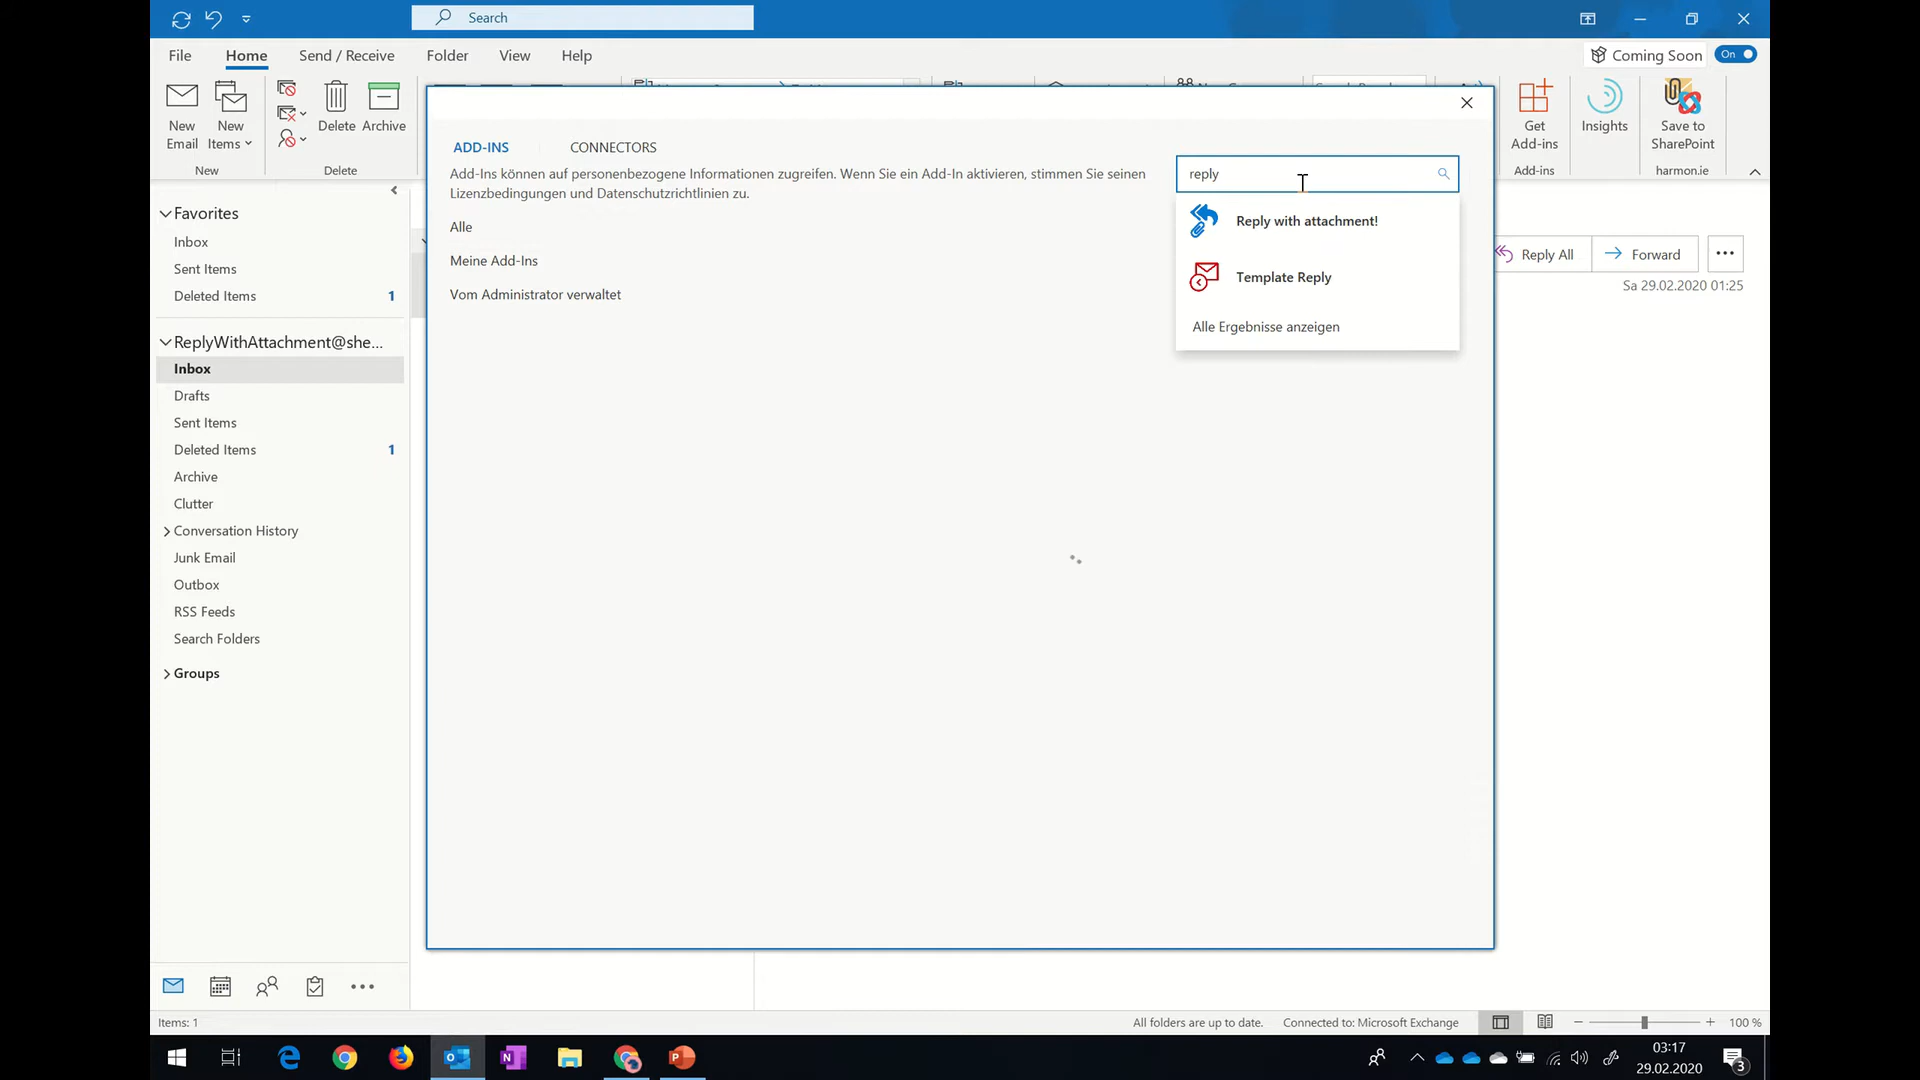 Search
File
Home
Send / Receive
Folder
View
Help
Coming Soon
On
New
Email
New
Items
Delete
Archive
Get
Add-ins
Insights
Save to
SharePoint
New
Delete
Add-ins
harmon.ie
ADD-INS
CONNECTORS
Add-Ins können auf personenbezogene Informationen zugreifen. Wenn Sie ein Add-In aktivieren, stimmen Sie seinen
Lizenzbedingungen und Datenschutzrichtlinien zu.
Alle
Meine Add-Ins
Vom Administrator verwaltet
reply
Reply with attachment!
Template Reply
Alle Ergebnisse anzeigen
Reply All
Forward
Sa 29.02.2020 01:25
Favorites
Inbox
Sent Items
Deleted Items 1
ReplyWithAttachment@she...
Inbox
Drafts
Sent Items
Deleted Items 1
Archive
Clutter
Conversation History
Junk Email
Outbox
RSS Feeds
Search Folders
Groups
Items: 1
All folders are up to date.
Connected to: Microsoft Exchange
100 %
03:17
29.02.2020
3